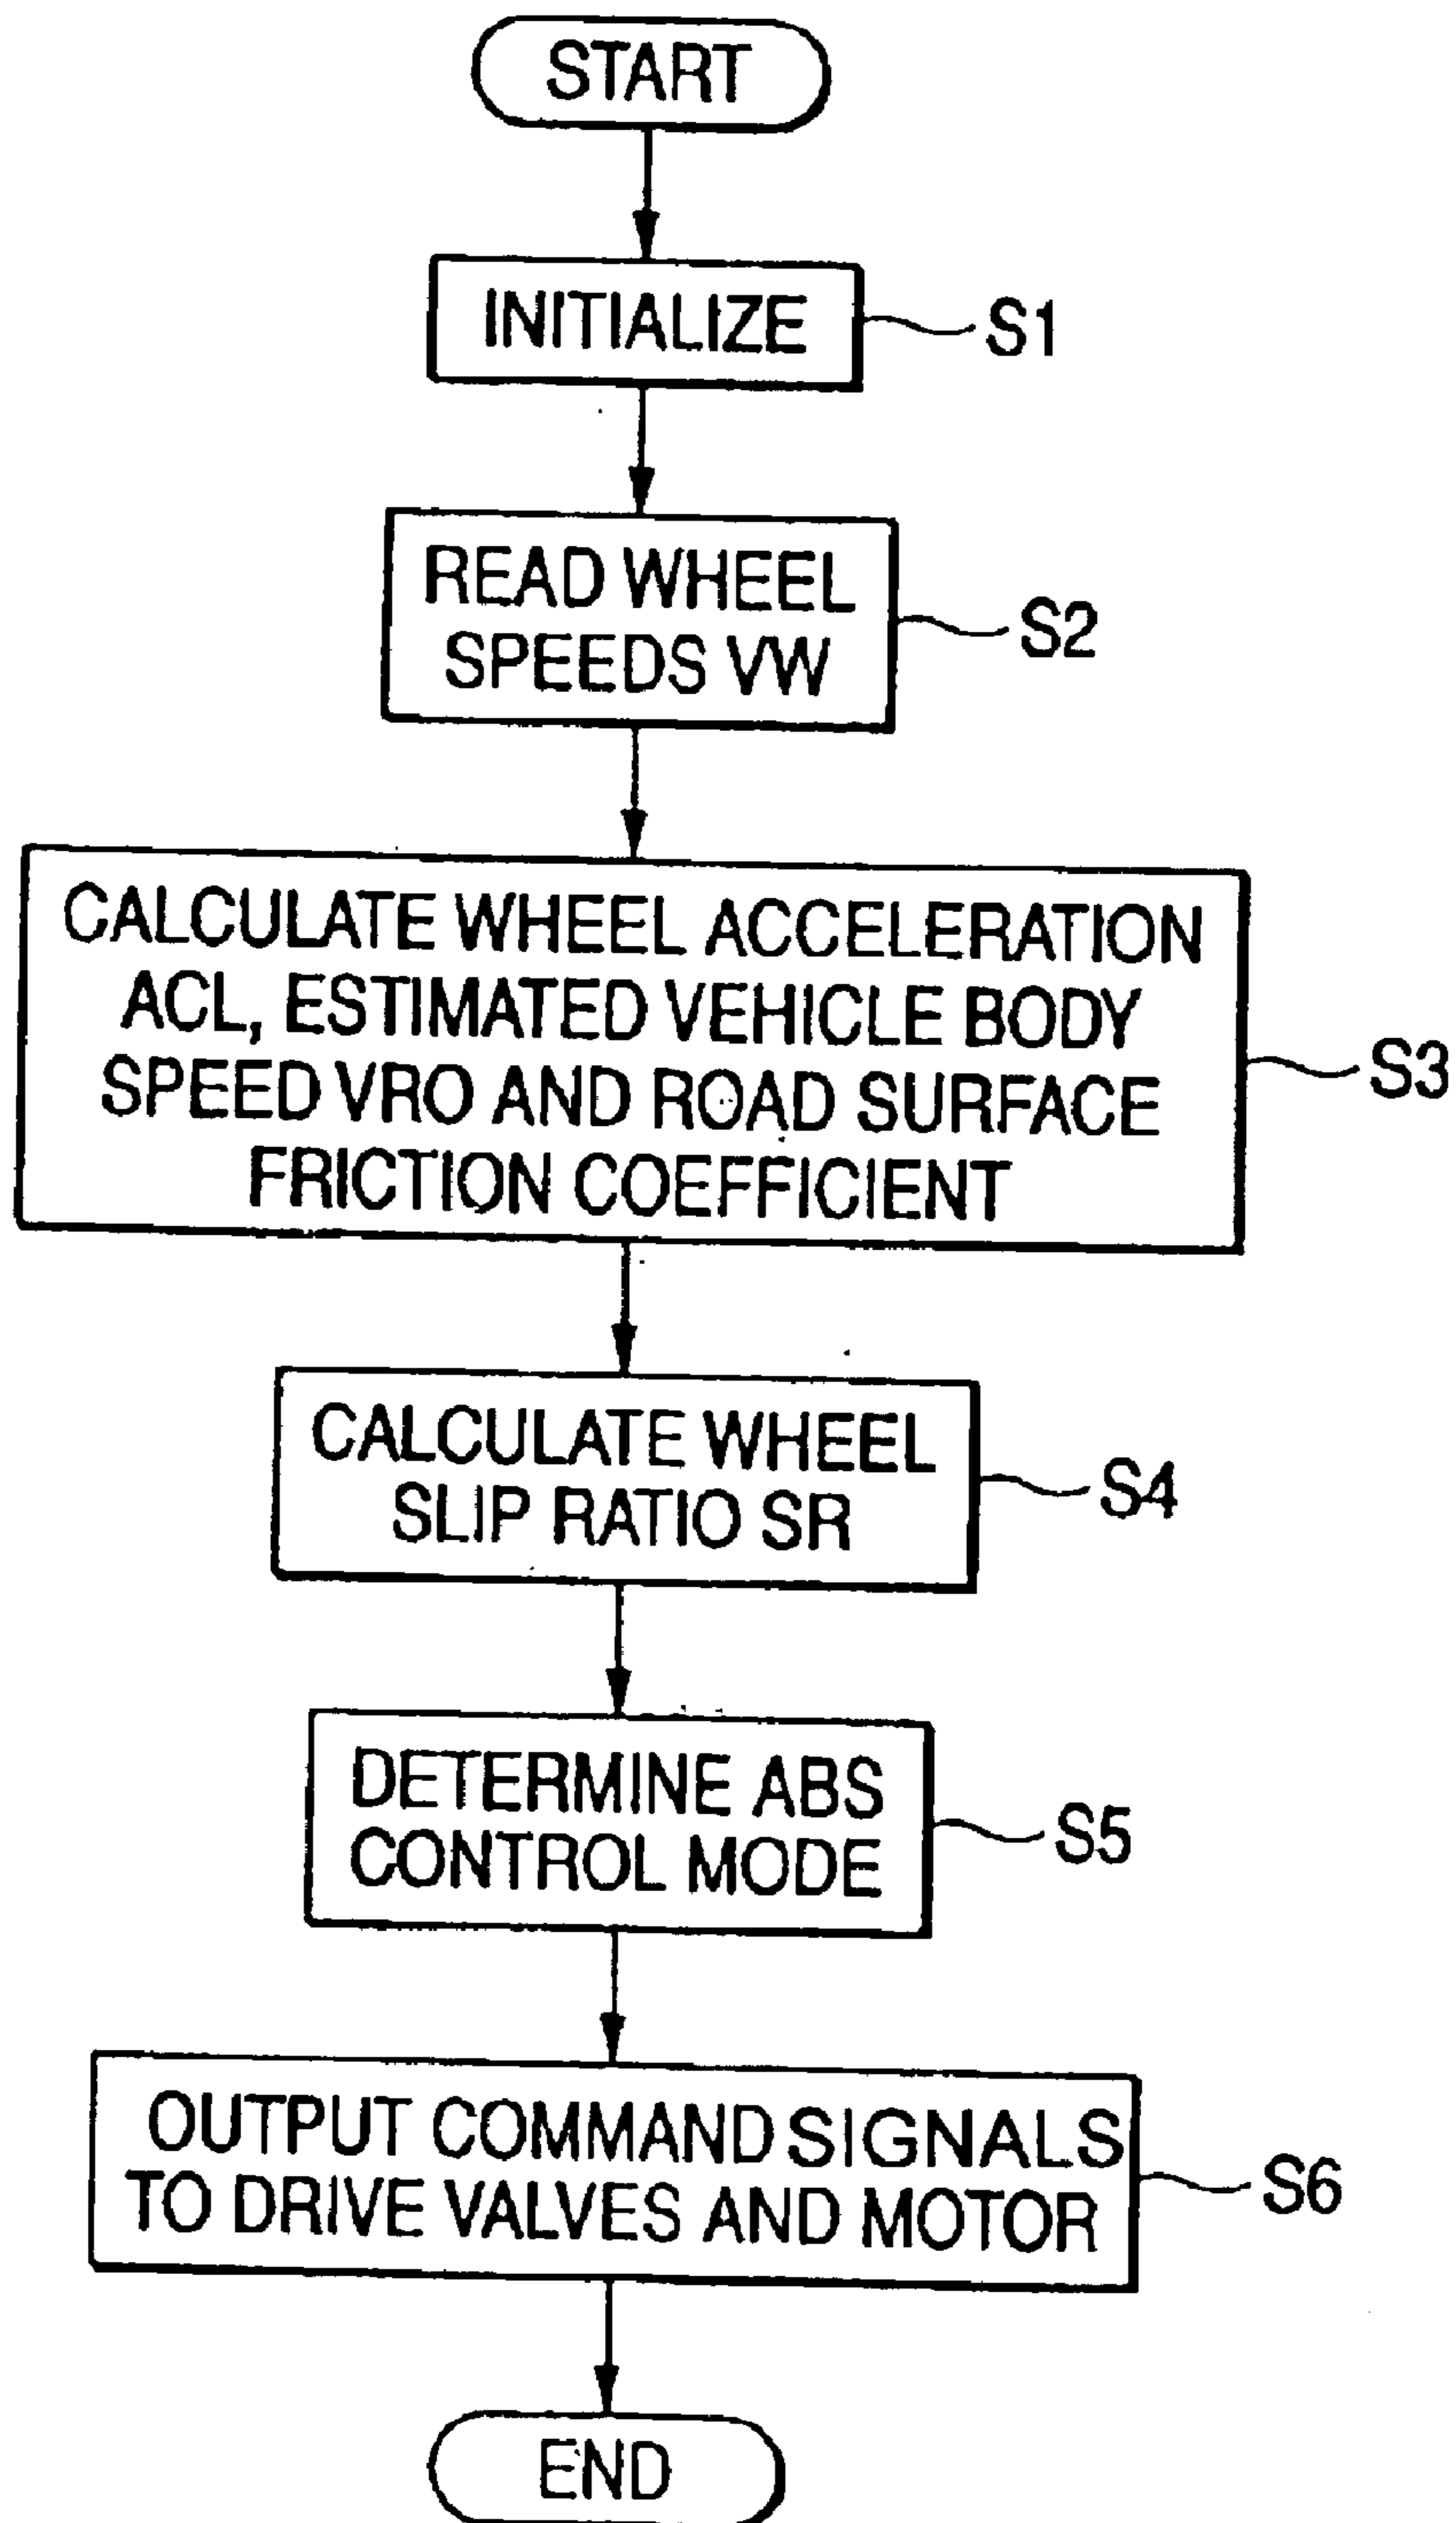 START
INITIALIZE
S1
READ WHEEL
SPEEDS VW
S2
CALCULATE WHEEL ACCELERATION
ACL, ESTIMATED VEHICLE BODY
SPEED VRO AND ROAD SURFACE
FRICTION COEFFICIENT
S3
CALCULATE WHEEL
SLIP RATIO SR
S4
DETERMINE ABS
CONTROL MODE
S5
OUTPUT COMMAND SIGNALS
TO DRIVE VALVES AND MOTOR
S6
END